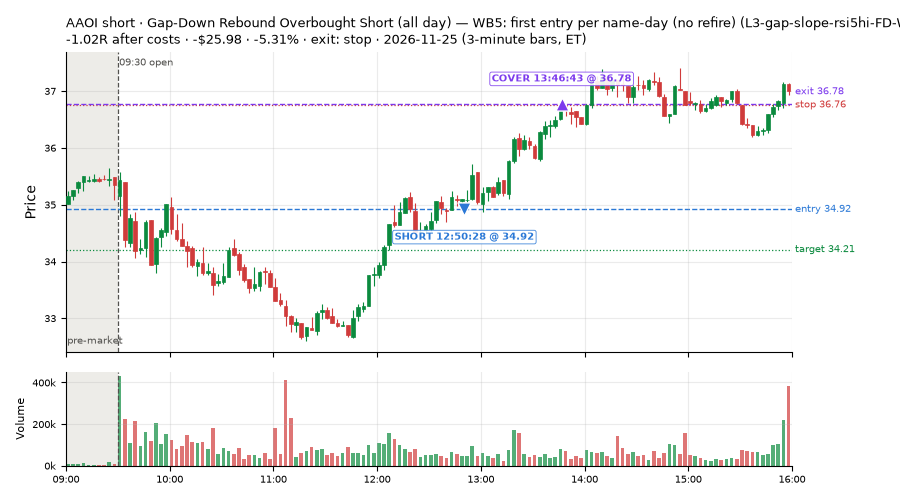 AAOI short · Gap-Down Rebound Overbought Short (all day) — WB5: first entry per name-day (no refire) (L3-gap-slope-rsi5hi-FD-
-1.02R after costs · -$25.98 · -5.31% · exit: stop · 2026-11-25 (3-minute bars, ET)
09:30 open
COVER 13:46:43 @ 36.78
exit 36.78
stop 36.76
entry 34.92
SHORT 12:50:28 @ 34.92
target 34.21
pre-market
Price
37
36
35
34
33
09:00
10:00
11:00
12:00
13:00
14:00
15:00
16:00
Volume
400k
200k
0k